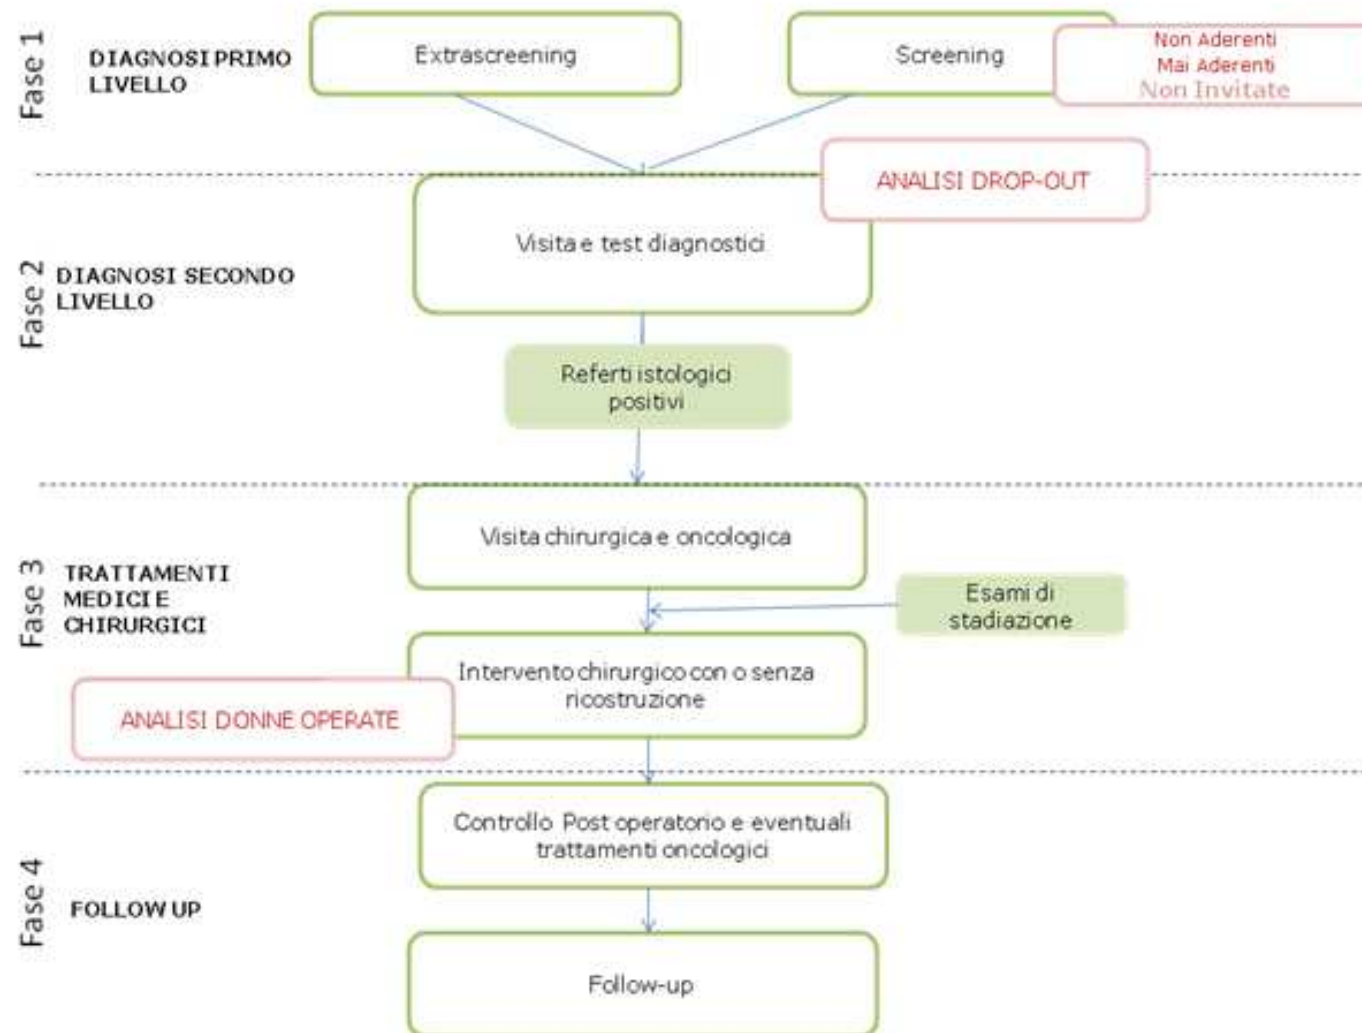 Fase 1
DIAGNOSI PRIMO
LIVELLO
Extrascreening
Screening
Non Aderenti
Mai Aderenti
Non Invitate
ANALISI DROP-OUT
Fase 2
DIAGNOSI SECONDO
LIVELLO
Visita e test diagnostici
Referti istologici
positivi
Fase 3
TRATTAMENTI
MEDICI E
CHIRURGICI
Visita chirurgica e oncologica
Esami di
stadiazione
Intervento chirurgico con o senza
ricostruzione
ANALISI DONNE OPERATE
Fase 4
FOLLOW UP
Controllo Post operatorio e eventuali
trattamenti oncologici
Follow-up